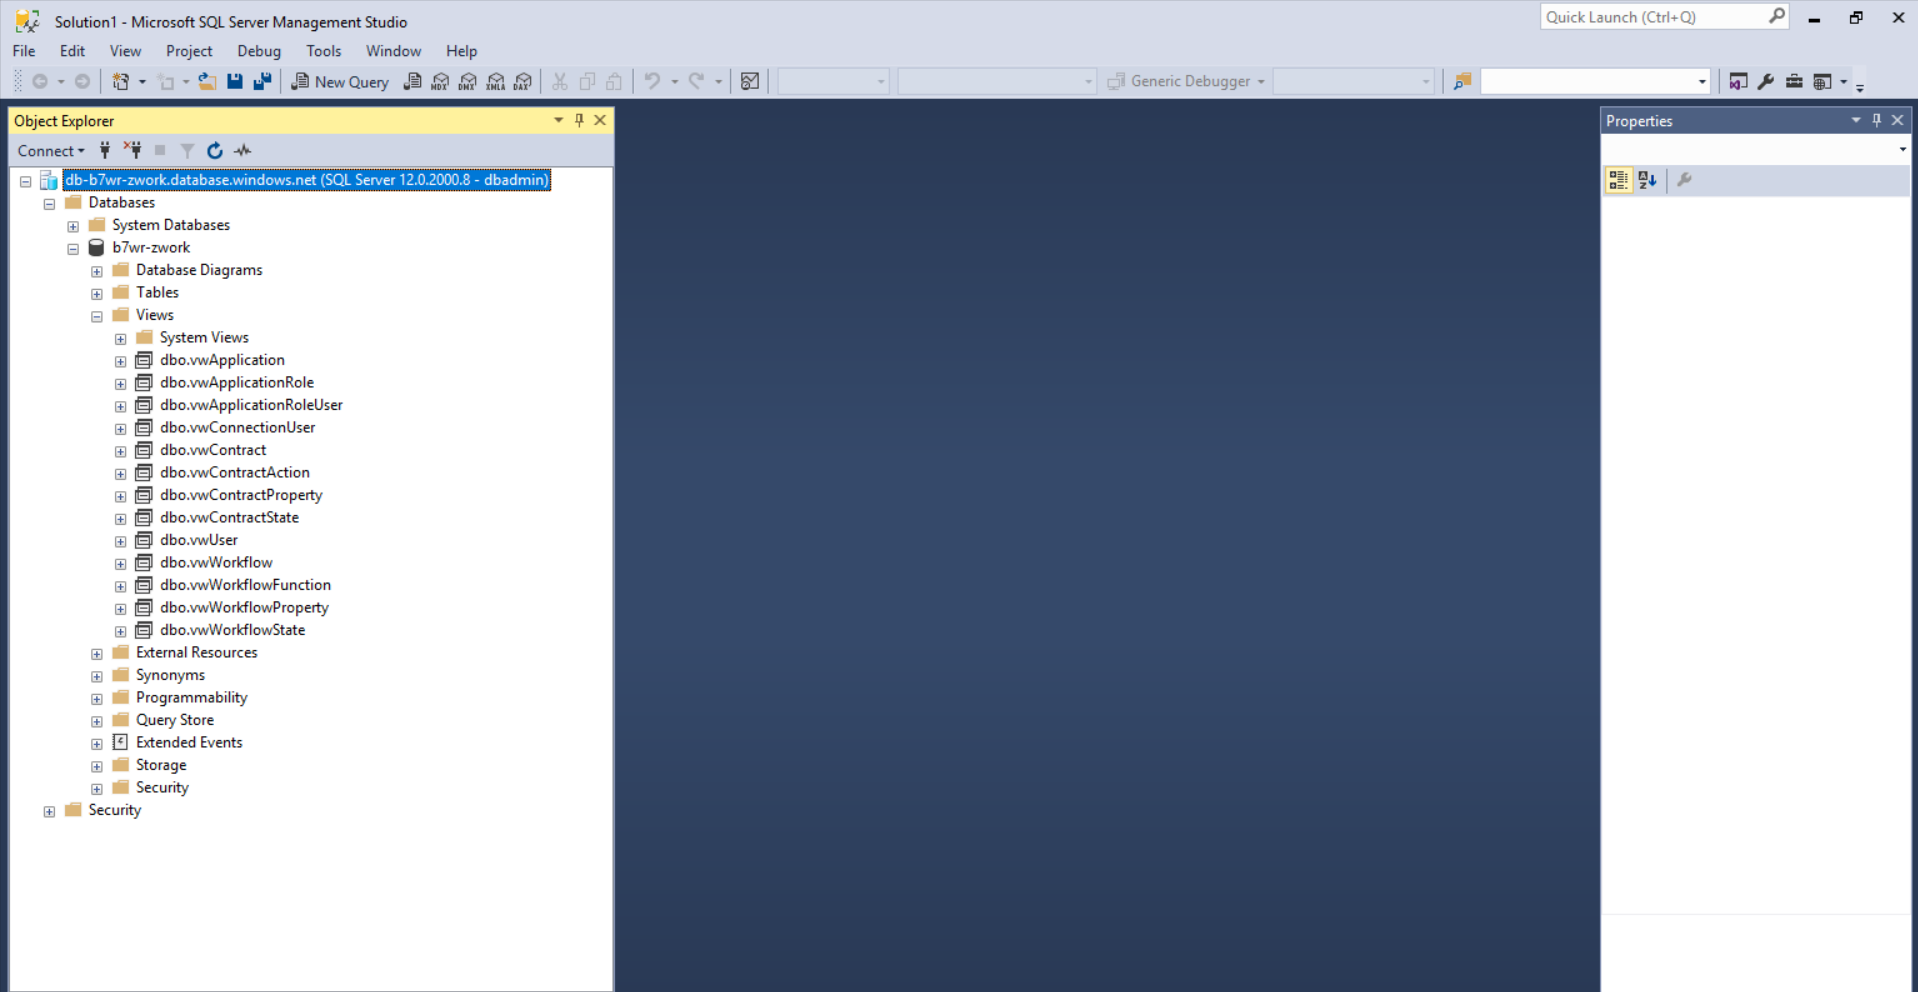 Solution1 - Microsoft SQL Server Management Studio
Quick Launch (Ctrl+Q)
File Edit View Project Debug Tools Window Help
New Query MDX DMX XMLA DAX Generic Debugger
Object Explorer
Properties
Connect
db-b7wr-zwork.database.windows.net (SQL Server 12.0.2000.8 - dbadmin)
Databases
System Databases
b7wr-zwork
Database Diagrams
Tables
Views
System Views
dbo.vwApplication
dbo.vwApplicationRole
dbo.vwApplicationRoleUser
dbo.vwConnectionUser
dbo.vwContract
dbo.vwContractAction
dbo.vwContractProperty
dbo.vwContractState
dbo.vwUser
dbo.vwWorkflow
dbo.vwWorkflowFunction
dbo.vwWorkflowProperty
dbo.vwWorkflowState
External Resources
Synonyms
Programmability
Query Store
Extended Events
Storage
Security
Security